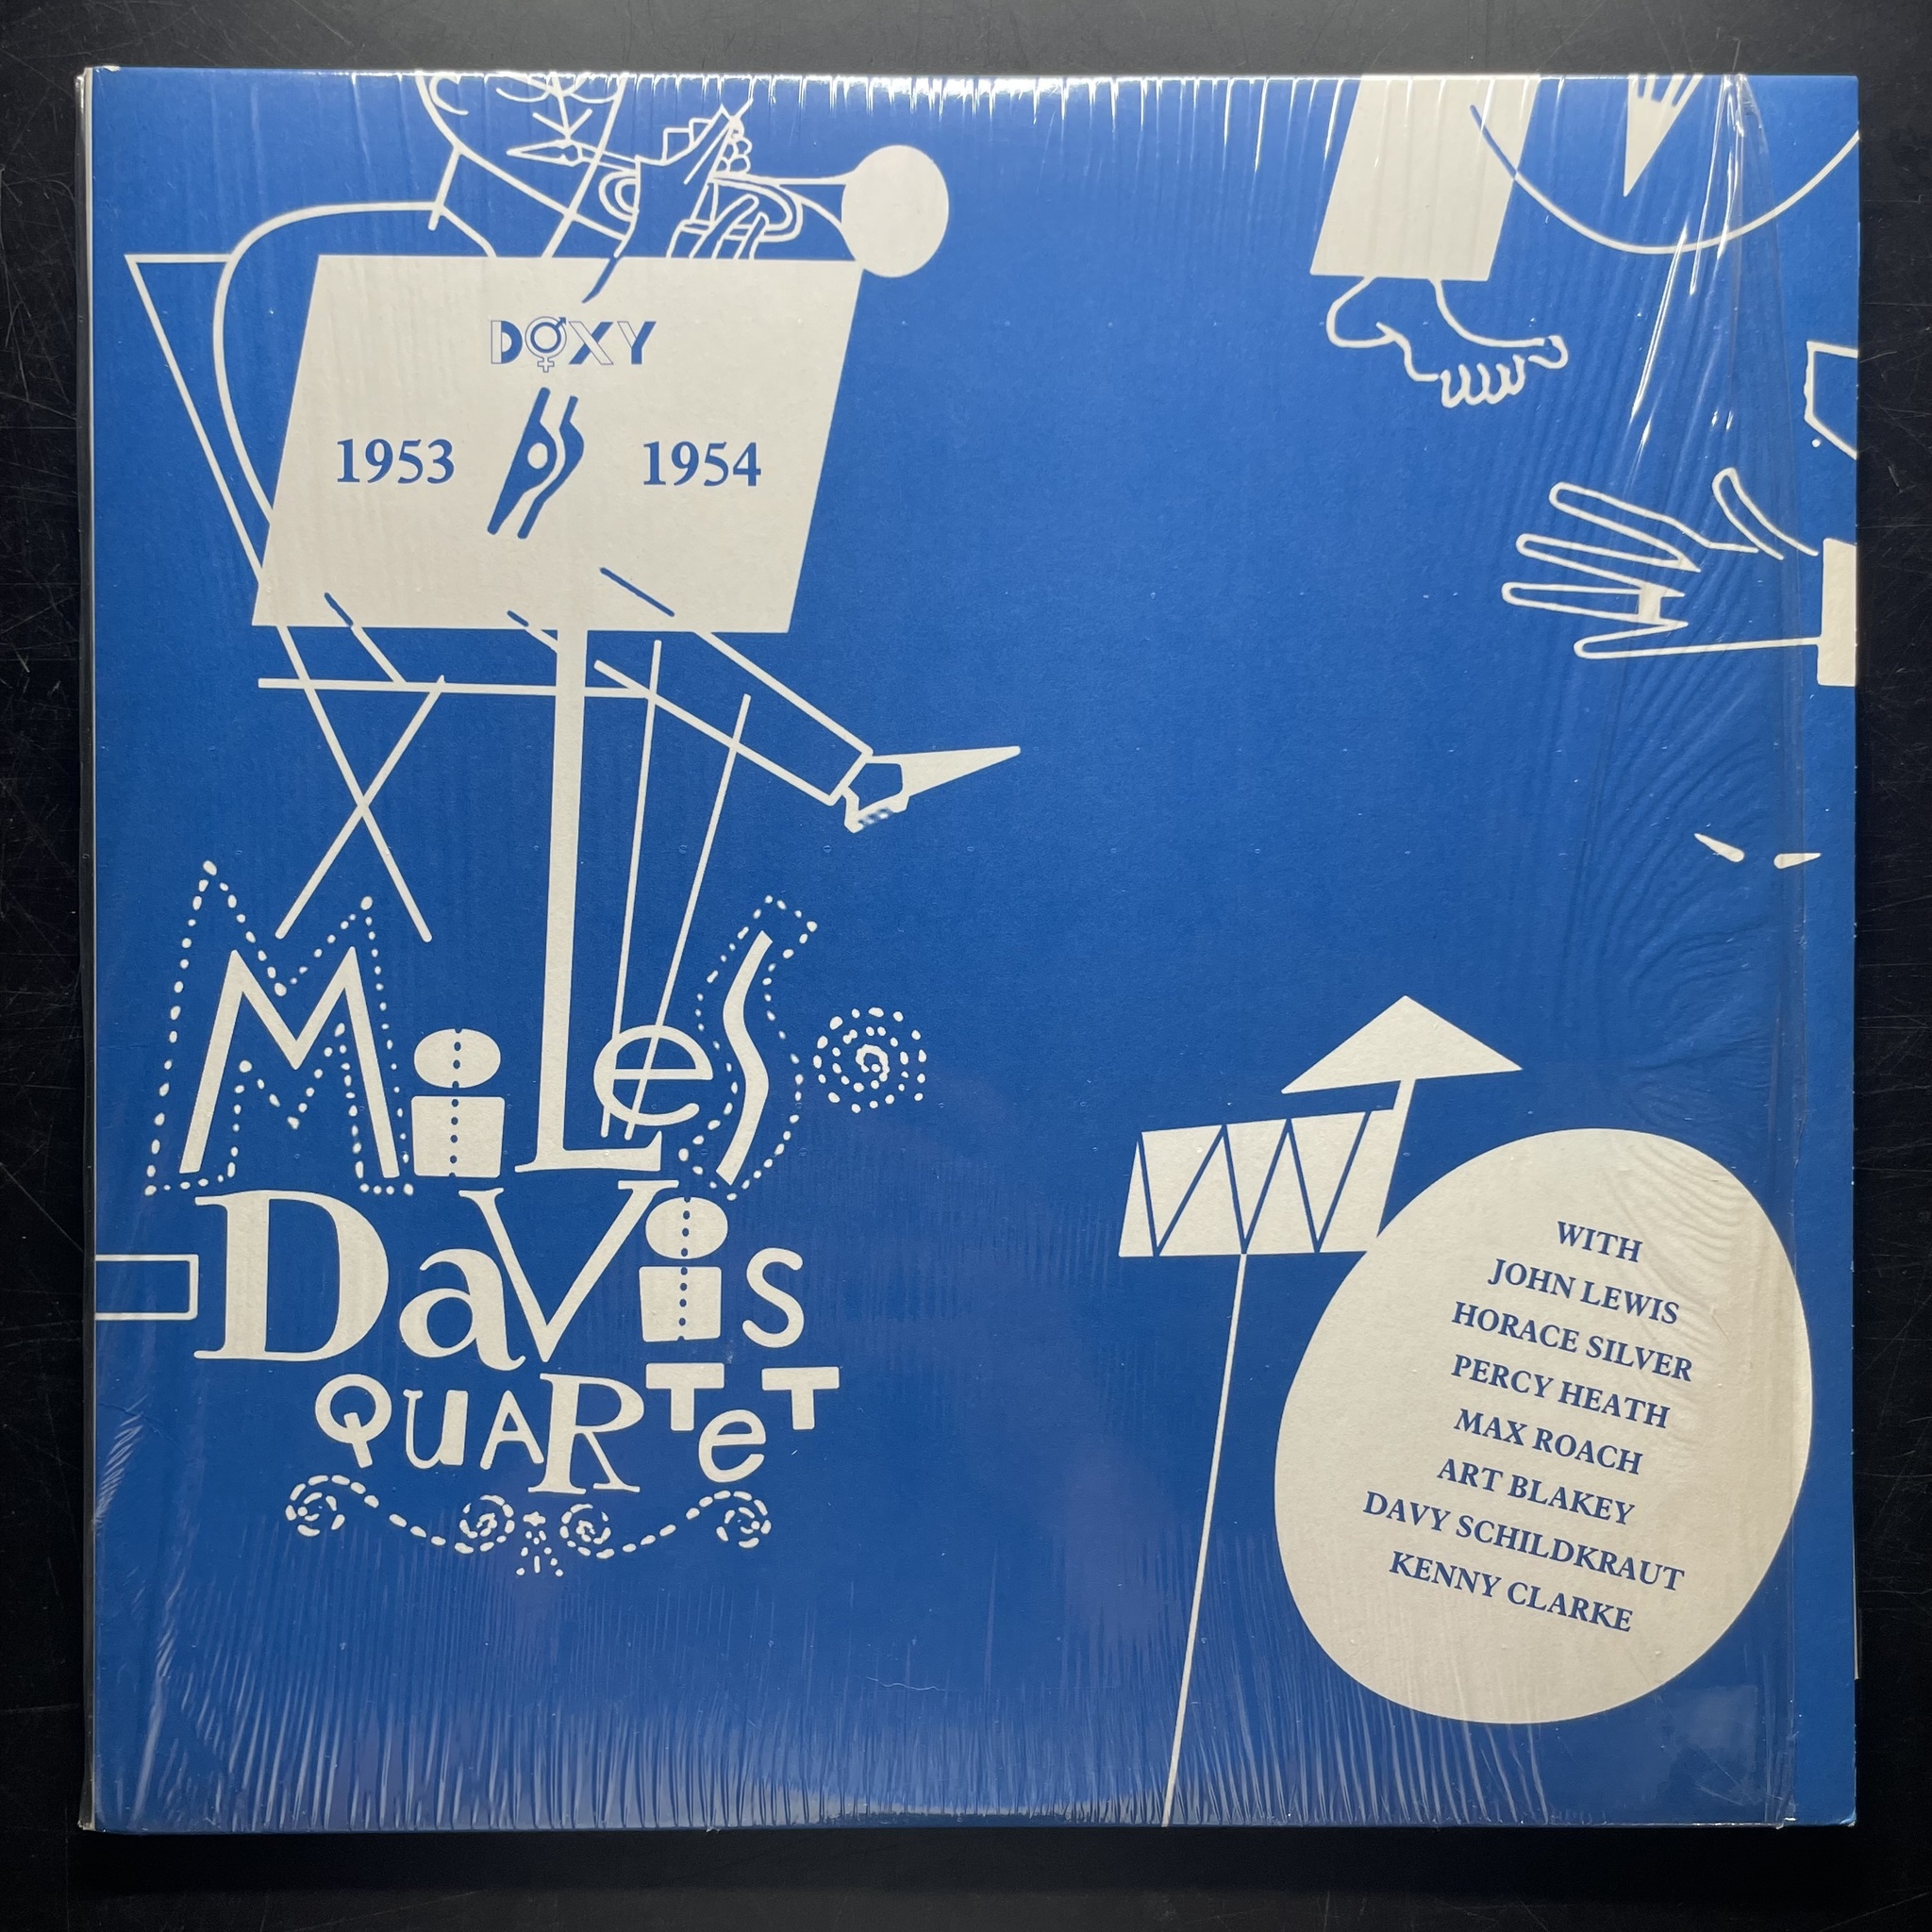 DOXY
1953 1954
MiLeS
DaViS
QUARTeT
WITH
JOHN LEWIS
HORACE SILVER
PERCY HEATH
MAX ROACH
ART BLAKEY
DAVY SCHILDKRAUT
KENNY CLARKE